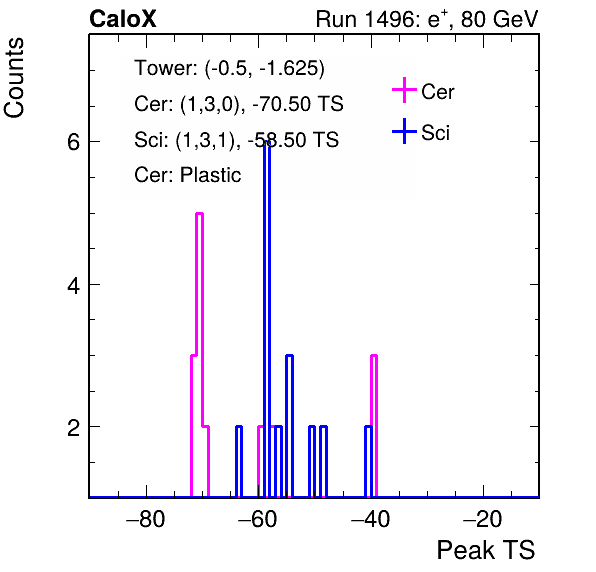 CaloX Run 1496: e⁺, 80 GeV
Counts
Tower: (-0.5, -1.625)
Cer: (1,3,0), -70.50 TS
Sci: (1,3,1), -58.50 TS
Cer: Plastic
Cer
Sci
6
4
2
−80 −60 −40 −20
Peak TS